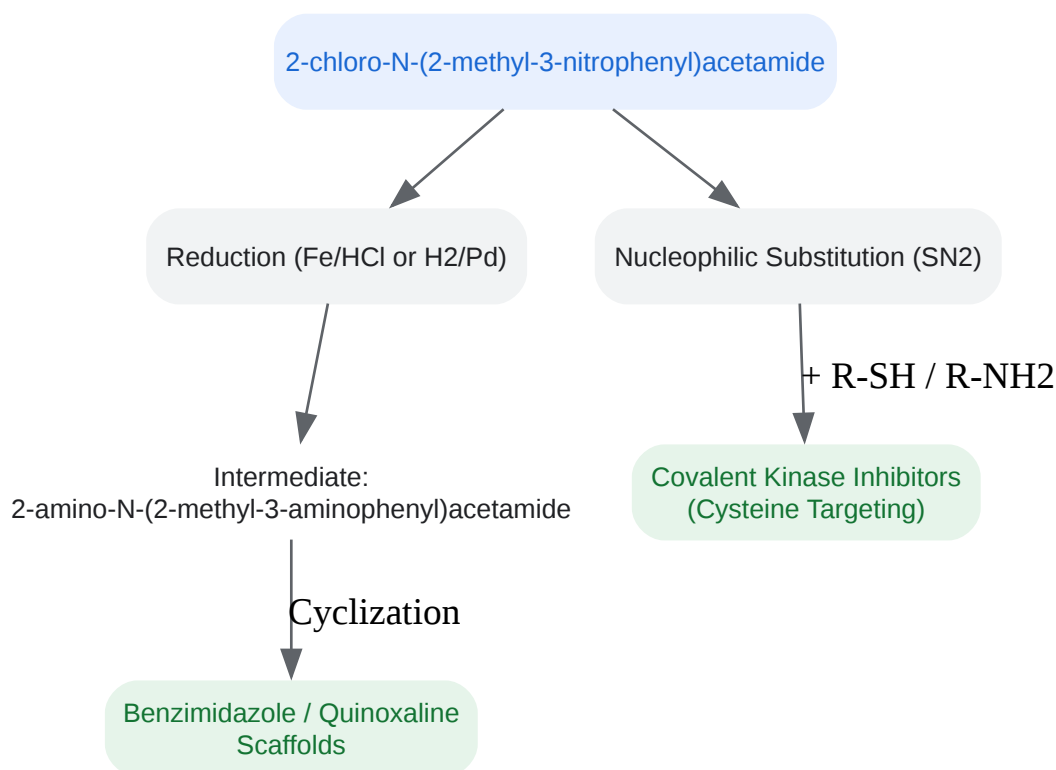 2-chloro-N-(2-methyl-3-nitrophenyl)acetamide
Reduction (Fe/HCl or H2/Pd)
Nucleophilic Substitution (SN2)
+ R-SH / R-NH2
Intermediate:
2-amino-N-(2-methyl-3-aminophenyl)acetamide
Covalent Kinase Inhibitors
(Cysteine Targeting)
Cyclization
Benzimidazole / Quinoxaline
Scaffolds